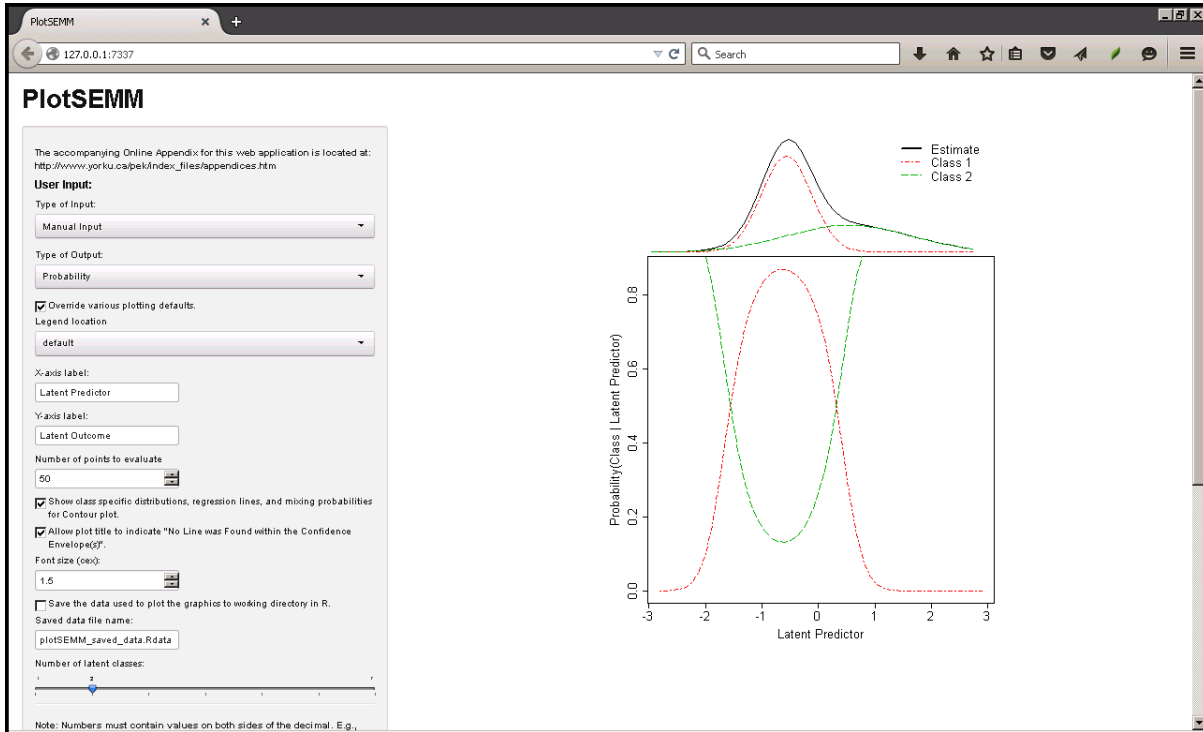 PlotSEMM
127.0.0.1:7337
Search
PlotSEMM
The accompanying Online Appendix for this web application is located at:
http://www.yorku.ca/pek/index_files/appendices.htm
User Input:
Type of Input:
Manual Input
Type of Output:
Probability
Override various plotting defaults.
Legend location
default
X-axis label:
Latent Predictor
Y-axis label:
Latent Outcome
Number of points to evaluate
50
Show class specific distributions, regression lines, and mixing probabilities
for Contour plot.
Allow plot title to indicate "No Line was Found within the Confidence
Envelope(s)".
Font size (cex):
1.5
Save the data used to plot the graphics to working directory in R.
Saved data file name:
plotSEMM_saved_data.Rdata
Number of latent classes:
2
7
Note: Numbers must contain values on both sides of the decimal. E.g.,
Estimate
Class 1
Class 2
Probability(Class | Latent Predictor)
0.8
0.6
0.4
0.2
0.0
-3 -2 -1 0 1 2 3
Latent Predictor